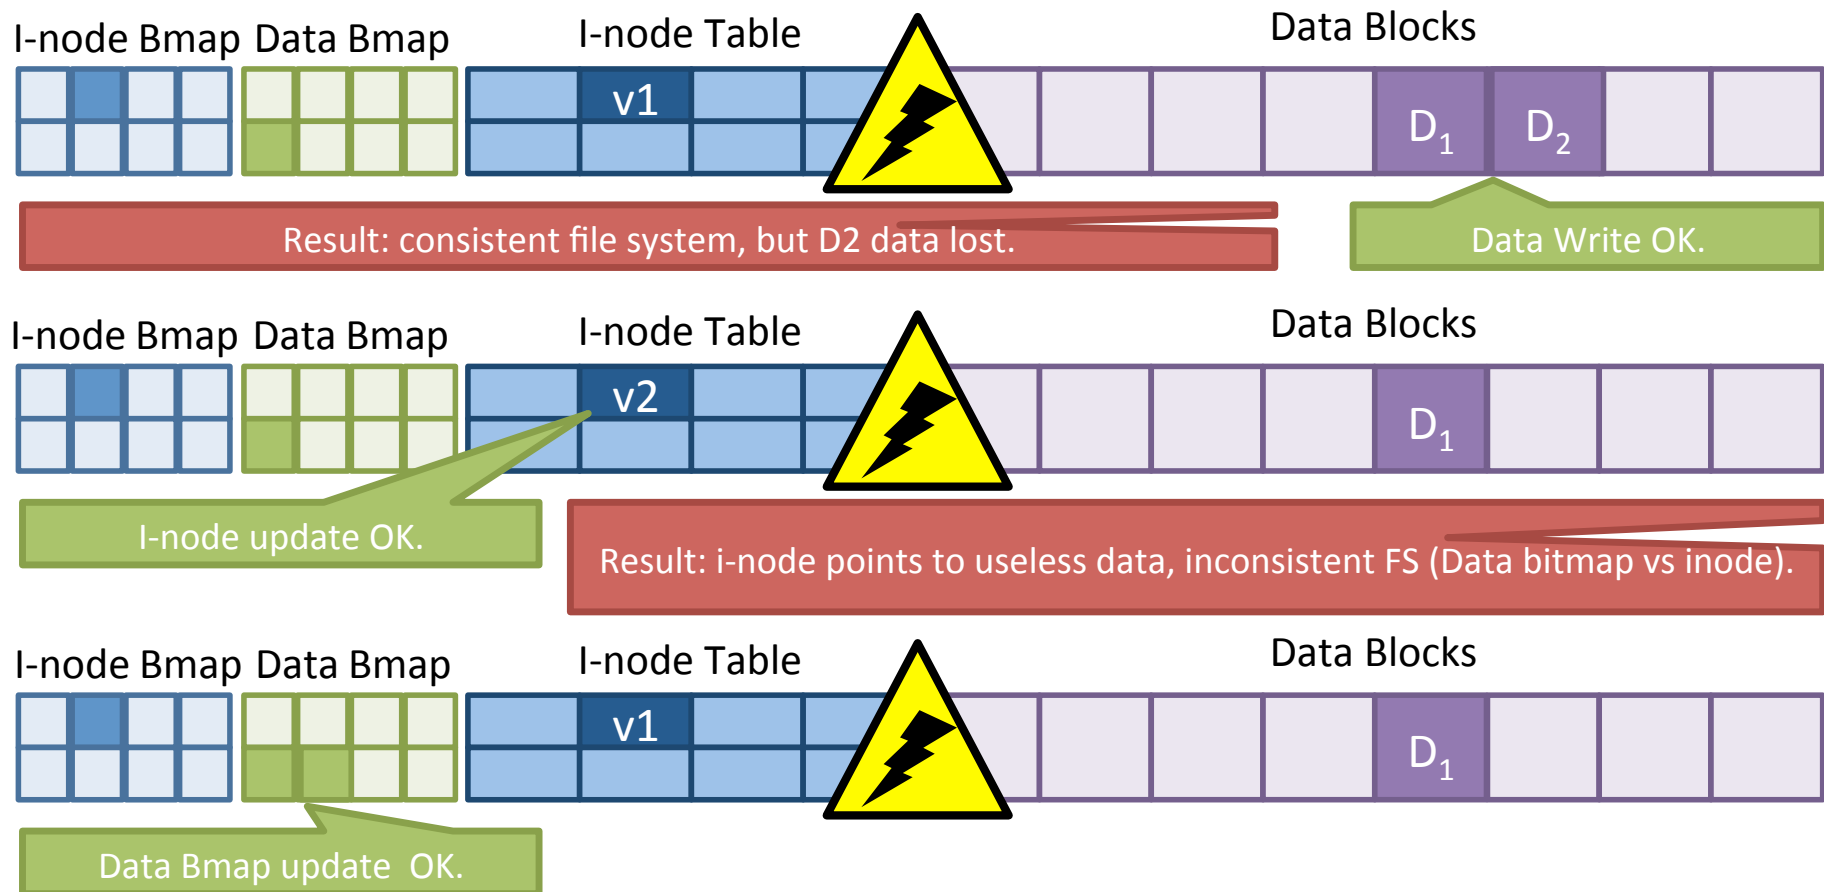 I-node Bmap Data Bmap I-node Table Data Blocks
v1 D1 D2
Result: consistent file system, but D2 data lost. Data Write OK.
I-node Bmap Data Bmap I-node Table Data Blocks
v2 D1
I-node update OK.
Result: i-node points to useless data, inconsistent FS (Data bitmap vs inode).
I-node Bmap Data Bmap I-node Table Data Blocks
v1 D1
Data Bmap update OK.